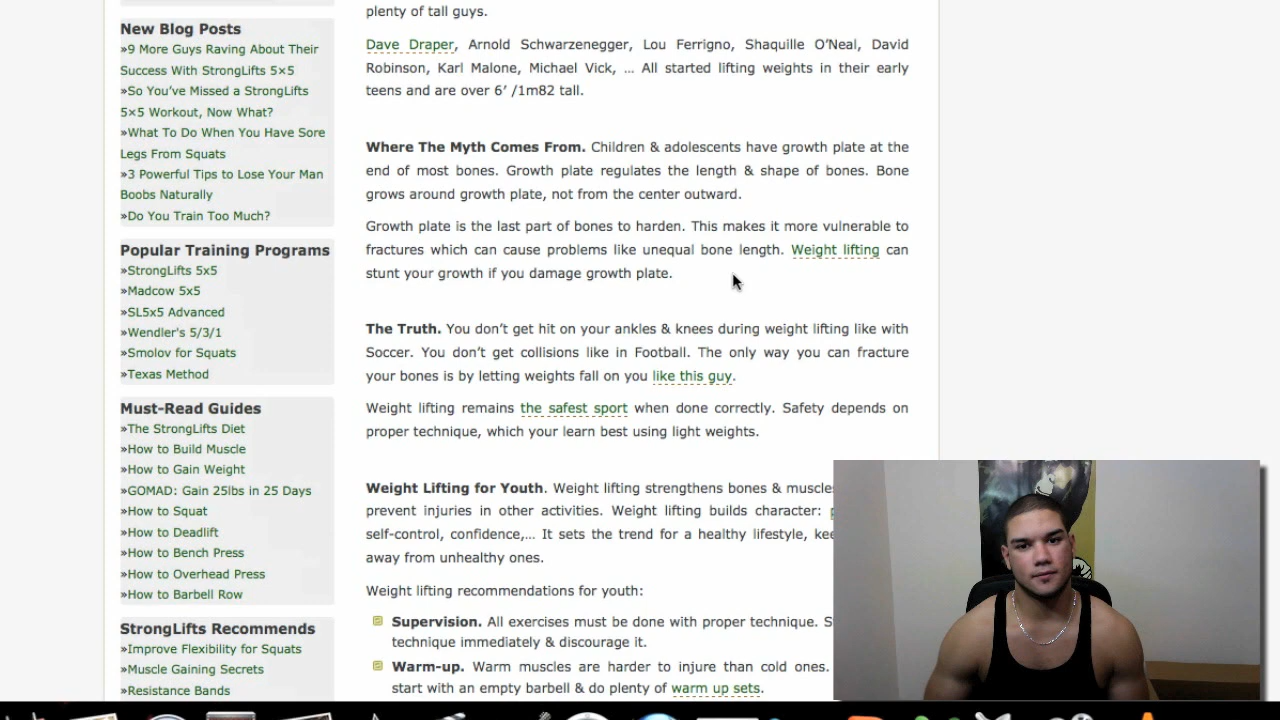 New Blog Posts
»9 More Guys Raving About Their
Success With StrongLifts 5×5
»So You’ve Missed a StrongLifts
5×5 Workout, Now What?
»What To Do When You Have Sore
Legs From Squats
»3 Powerful Tips to Lose Your Man
Boobs Naturally
»Do You Train Too Much?
Popular Training Programs
»StrongLifts 5x5
»Madcow 5x5
»SL5x5 Advanced
»Wendler's 5/3/1
»Smolov for Squats
»Texas Method
Must-Read Guides
»The StrongLifts Diet
»How to Build Muscle
»How to Gain Weight
»GOMAD: Gain 25lbs in 25 Days
»How to Squat
»How to Deadlift
»How to Bench Press
»How to Overhead Press
»How to Barbell Row
StrongLifts Recommends
»Improve Flexibility for Squats
»Muscle Gaining Secrets
»Resistance Bands
plenty of tall guys.
Dave Draper, Arnold Schwarzenegger, Lou Ferrigno, Shaquille O’Neal, David
Robinson, Karl Malone, Michael Vick, … All started lifting weights in their early
teens and are over 6′ /1m82 tall.
Where The Myth Comes From. Children & adolescents have growth plate at the
end of most bones. Growth plate regulates the length & shape of bones. Bone
grows around growth plate, not from the center outward.
Growth plate is the last part of bones to harden. This makes it more vulnerable to
fractures which can cause problems like unequal bone length. Weight lifting can
stunt your growth if you damage growth plate.
The Truth. You don’t get hit on your ankles & knees during weight lifting like with
Soccer. You don’t get collisions like in Football. The only way you can fracture
your bones is by letting weights fall on you like this guy.
Weight lifting remains the safest sport when done correctly. Safety depends on
proper technique, which your learn best using light weights.
Weight Lifting for Youth. Weight lifting strengthens bones & muscles
prevent injuries in other activities. Weight lifting builds character:
self-control, confidence,… It sets the trend for a healthy lifestyle,
away from unhealthy ones.
Weight lifting recommendations for youth:
Supervision. All exercises must be done with proper technique.
technique immediately & discourage it.
Warm-up. Warm muscles are harder to injure than cold ones.
start with an empty barbell & do plenty of warm up sets.